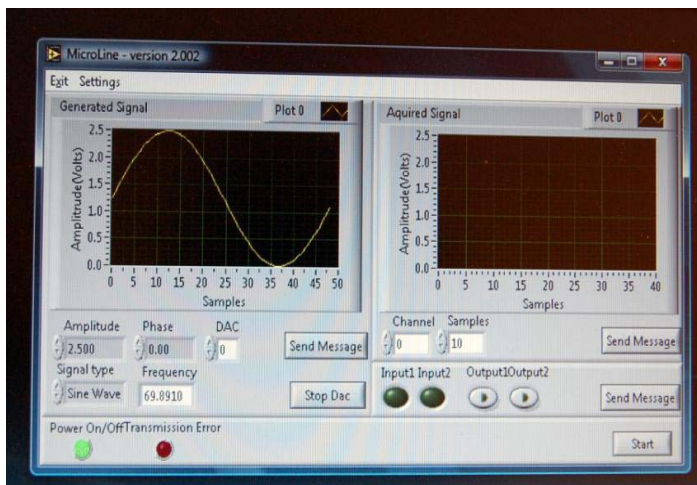 MicroLine - version 2.002
Exit Settings
Generated Signal
Plot 0
Amplitrude(Volts)
2.5
2.0
1.5
1.0
0.5
0.0
0 5 10 15 20 25 30 35 40 45 50
Samples
Amplitude Phase DAC
2.500 0.00 0
Send Message
Signal type Frequency
Sine Wave 69.8910
Stop Dac
Aquired Signal
Plot 0
Amplitrude(Volts)
2.5
2.0
1.5
1.0
0.5
0.0
0 5 10 15 20 25 30 35 40
Samples
Channel Samples
0 10
Send Message
Input1 Input2 Output1Output2
Send Message
Power On/OffTransmission Error
Start